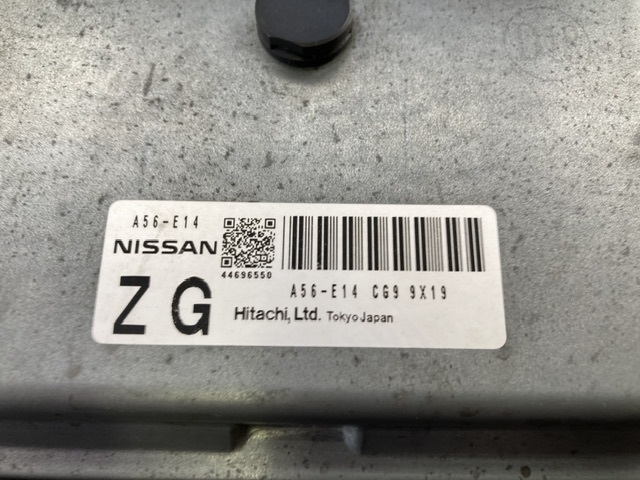 A56-E14
NISSAN
44696550
A56-E14 CG9 9X19
ZG
Hitachi, Ltd. Tokyo Japan